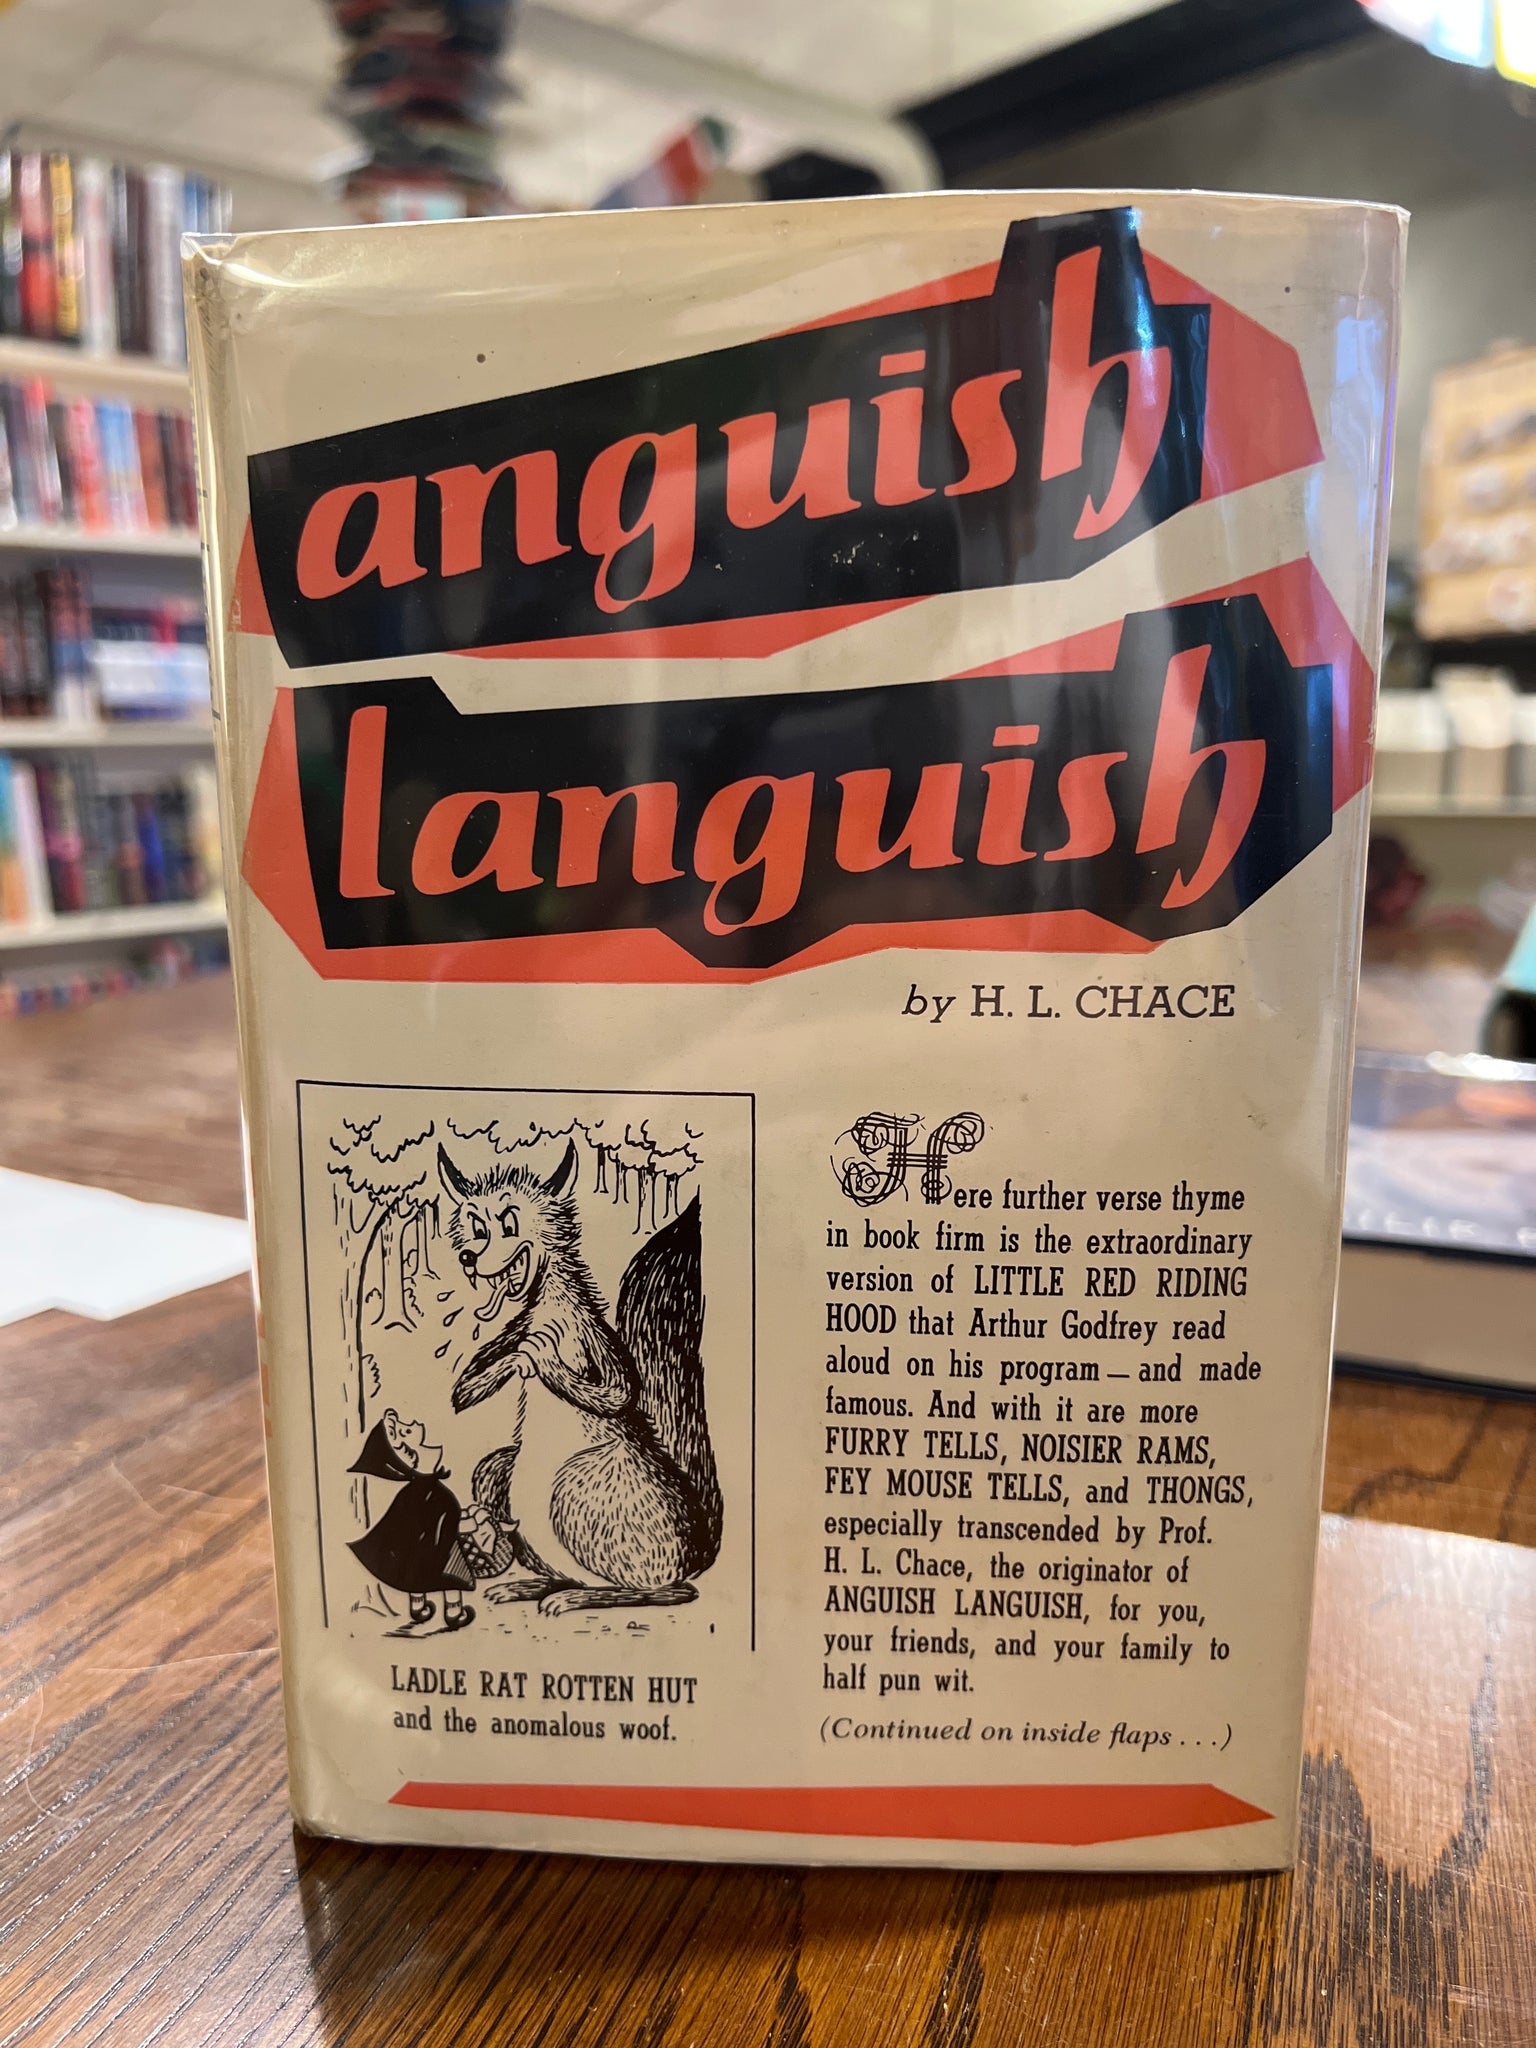 anguish
languish
by H. L. CHACE
Here further verse thyme
in book firm is the extraordinary
version of LITTLE RED RIDING
HOOD that Arthur Godfrey read
aloud on his program — and made
famous. And with it are more
FURRY TELLS, NOISIER RAMS,
FEY MOUSE TELLS, and THONGS,
especially transcended by Prof.
H. L. Chace, the originator of
ANGUISH LANGUISH, for you,
your friends, and your family to
half pun wit.
(Continued on inside flaps . . .)
LADLE RAT ROTTEN HUT
and the anomalous woof.